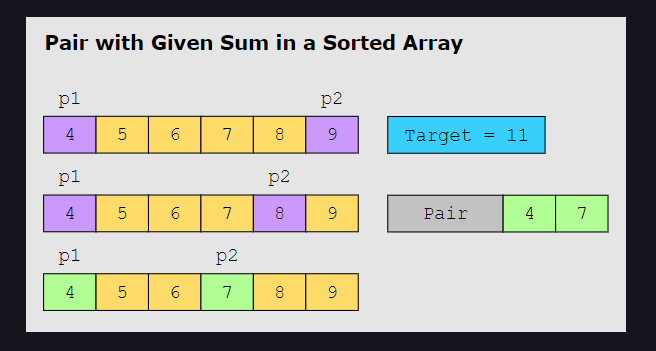 Pair with Given Sum in a Sorted Array
p1 p2
4 5 6 7 8 9 Target = 11
p1 p2
4 5 6 7 8 9 Pair 4 7
p1 p2
4 5 6 7 8 9